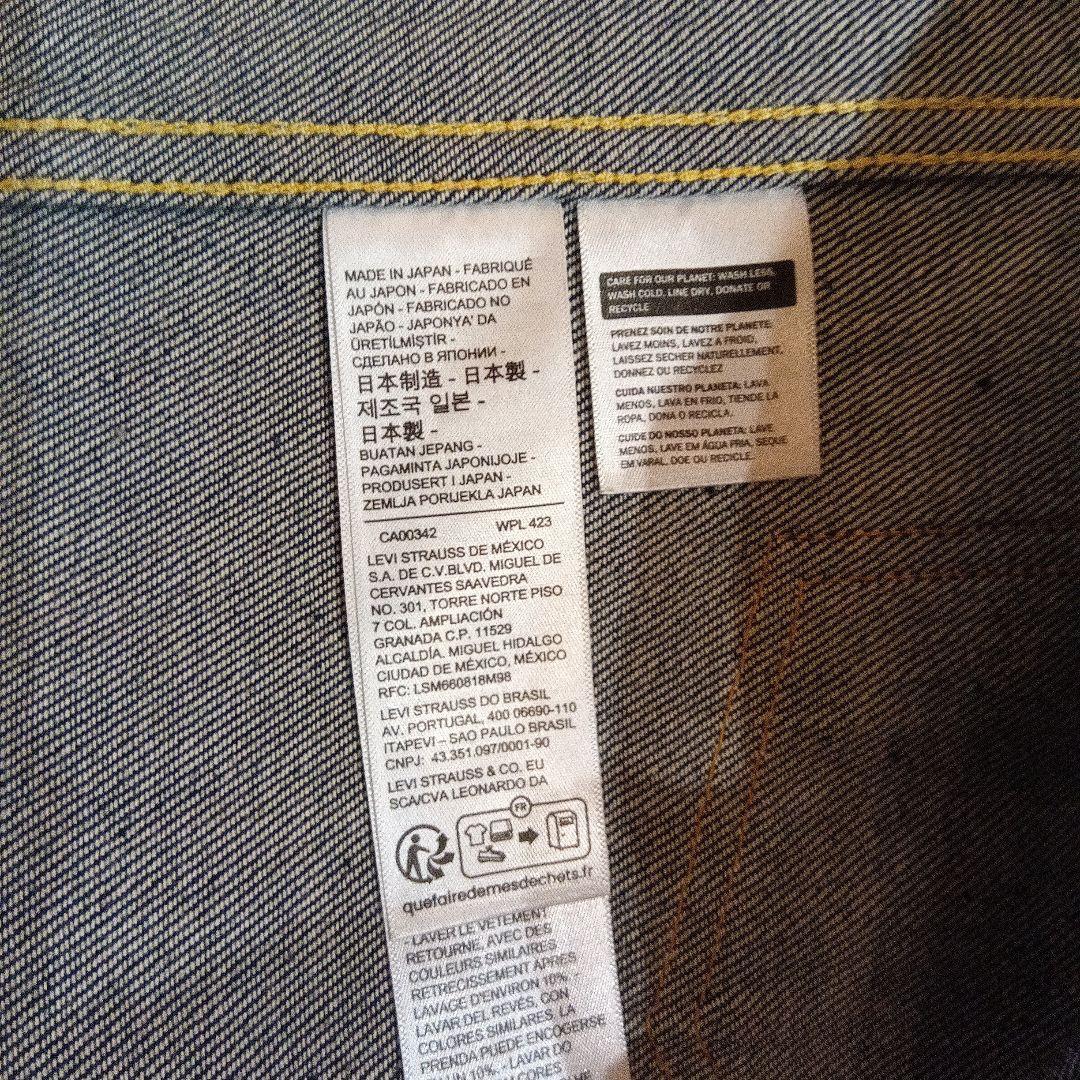 MADE IN JAPAN - FABRIQUÉ
AU JAPON - FABRICADO EN
JAPÓN - FABRICADO NO
JAPÃO - JAPONYA' DA
ÜRETİLMİŞTİR -
СДЕЛАНО В ЯПОНИИ -
日本制造 - 日本製 -
제조국 일본 -
日本製 -
BUATAN JEPANG -
PAGAMINTA JAPONIJOJE -
PRODUSERT I JAPAN -
ZEMLJA PORIJEKLA JAPAN
CA00342 WPL 423
LEVI STRAUSS DE MÉXICO
S.A. DE C.V.BLVD. MIGUEL DE
CERVANTES SAAVEDRA
NO. 301, TORRE NORTE PISO
7 COL. AMPLIACIÓN
GRANADA C.P. 11529
ALCALDÍA. MIGUEL HIDALGO
CIUDAD DE MÉXICO, MÉXICO
RFC: LSM660818M98
LEVI STRAUSS DO BRASIL
AV. PORTUGAL, 400 06690-110
ITAPEVI – SAO PAULO BRASIL
CNPJ: 43.351.097/0001-90
LEVI STRAUSS & CO. EU
SCA/CVA LEONARDO DA
FR
quefairedemesdechets.fr
- LAVER LE VETEMENT
RETOURNE, AVEC DES
COULEURS SIMILAIRES
RETRECISSEMENT APRES
LAVAGE D'ENVIRON 10% -
LAVAR DEL REVÉS, CON
COLORES SIMILARES, LA
PRENDA PUEDE ENCOGERSE
UN 10%. - LAVAR DO
CARE FOR OUR PLANET: WASH LESS,
WASH COLD, LINE DRY, DONATE OR
RECYCLE
PRENEZ SOIN DE NOTRE PLANETE:
LAVEZ MOINS, LAVEZ A FROID,
LAISSEZ SECHER NATURELLEMENT,
DONNEZ OU RECYCLEZ
CUIDA NUESTRO PLANETA: LAVA
MENOS, LAVA EN FRIO, TIENDE LA
ROPA, DONA O RECICLA.
CUIDE DO NOSSO PLANETA: LAVE
MENOS, LAVE EM ÁGUA FRIA, SEQUE
EM VARAL, DOE OU RECICLE.